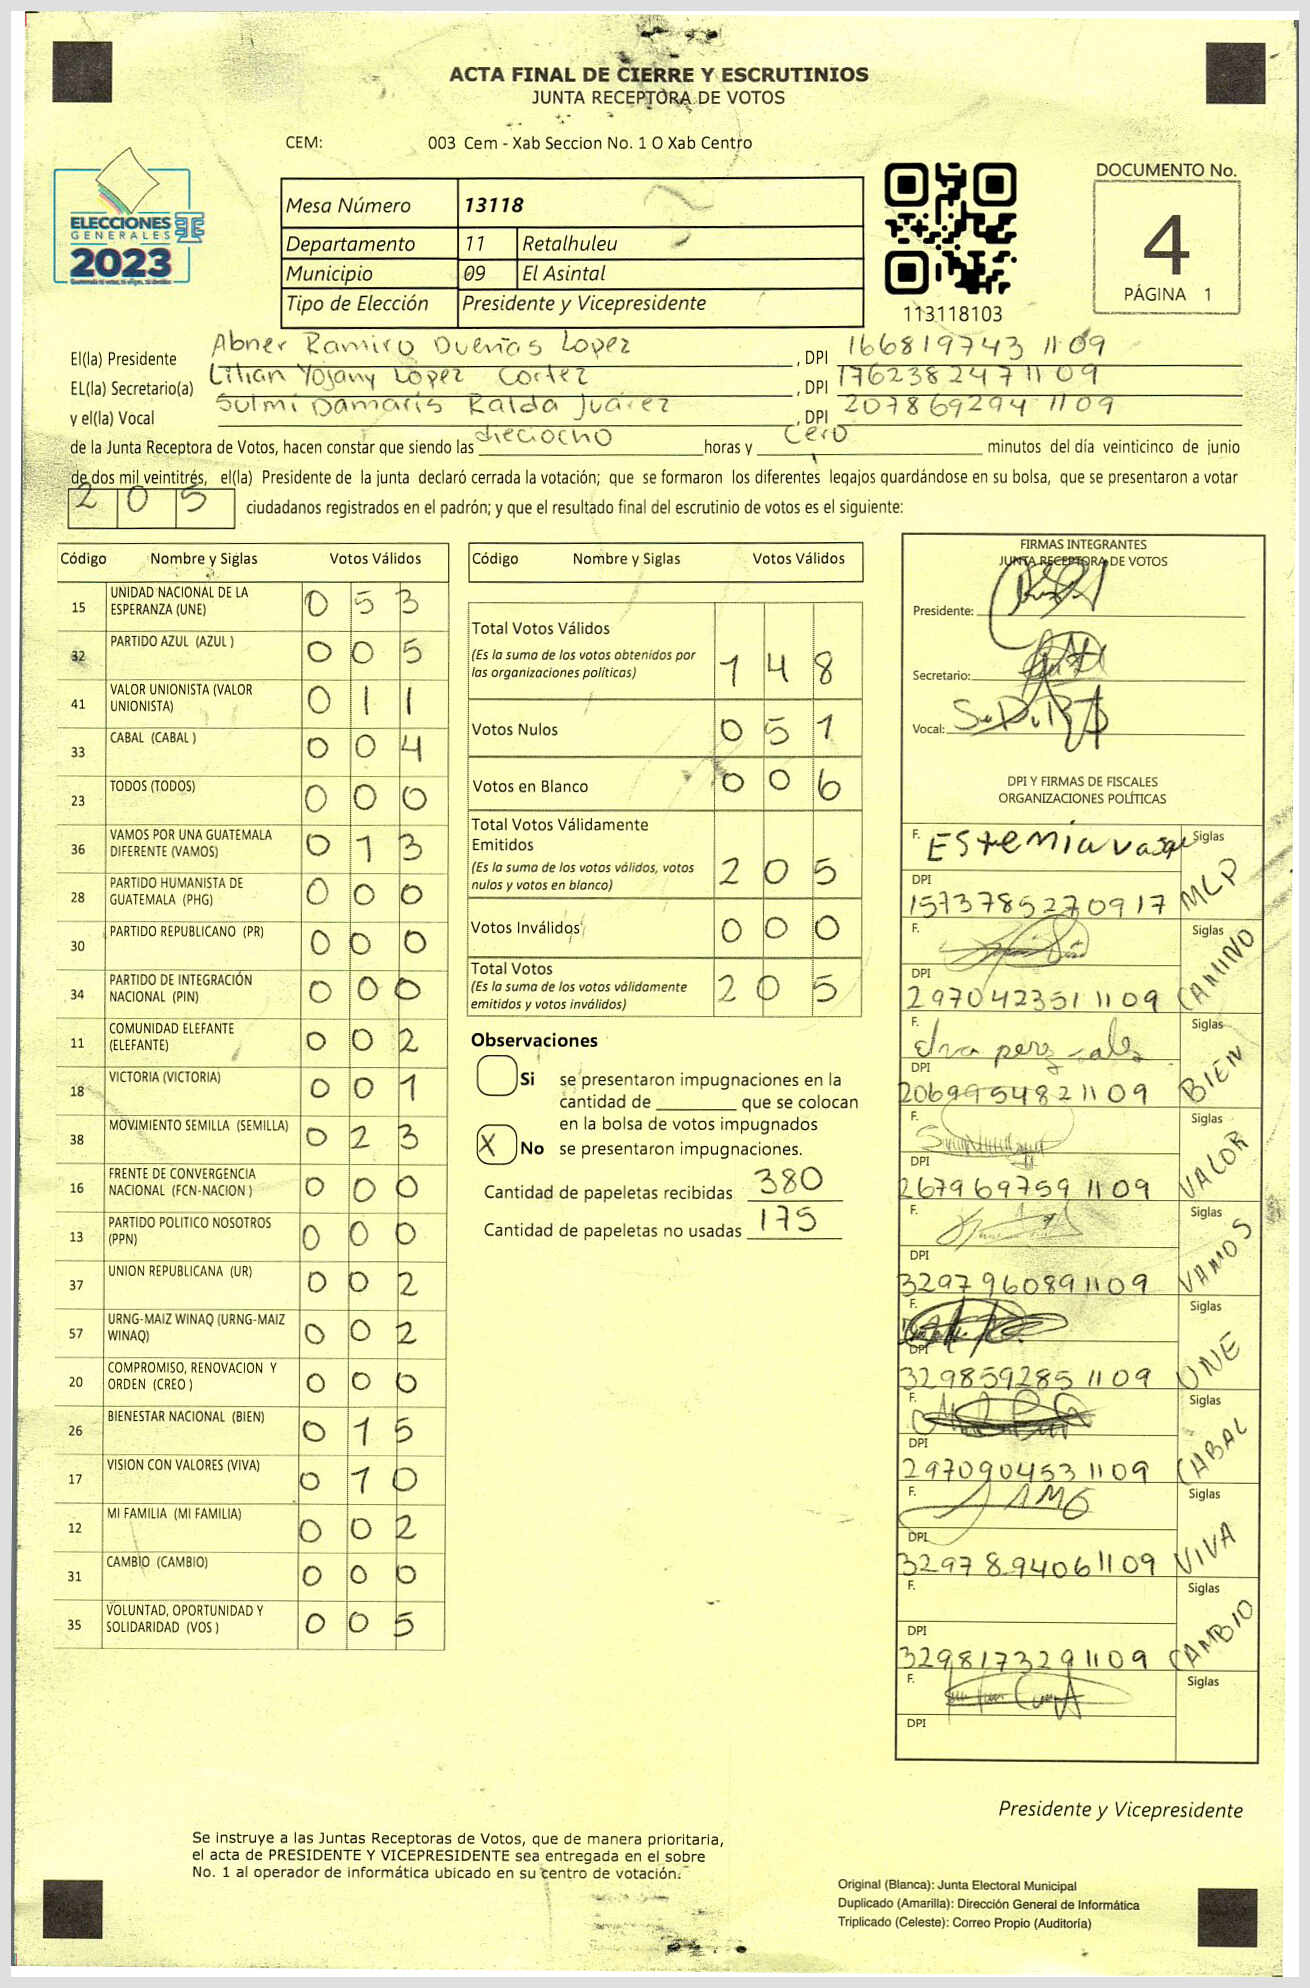 ACTA FINAL DE CIERRE Y ESCRUTINIOS
JUNTA RECEPTORA DE VOTOS
CEM: 003 Cem - Xab Seccion No. 1 O Xab Centro
ELECCIONES
GENERALES
2023
Mesa Número 13118
Departamento 11 Retalhuleu
Municipio 09 El Asintal
Tipo de Elección Presidente y Vicepresidente
113118103
DOCUMENTO No.
4
PÁGINA 1
El(la) Presidente Abner Ramiro Dueñas Lopez , DPI 166819743 1109
EL(la) Secretario(a) Lilian Yojany López Cortez , DPI 176238247 1109
y el(la) Vocal Sulmi Damaris Ralda Juárez , DPI 207869294 1109
de la Junta Receptora de Votos, hacen constar que siendo las dieciocho horas y cero minutos del día veinticinco de junio
de dos mil veintitrés, el(la) Presidente de la junta declaró cerrada la votación; que se formaron los diferentes legajos guardándose en su bolsa, que se presentaron a votar
205 ciudadanos registrados en el padrón; y que el resultado final del escrutinio de votos es el siguiente:
Código Nombre y Siglas Votos Válidos
15 UNIDAD NACIONAL DE LA ESPERANZA (UNE) 0 5 3
32 PARTIDO AZUL (AZUL ) 0 0 5
41 VALOR UNIONISTA (VALOR UNIONISTA) 0 1 1
33 CABAL (CABAL ) 0 0 4
23 TODOS (TODOS) 0 0 0
36 VAMOS POR UNA GUATEMALA DIFERENTE (VAMOS) 0 1 3
28 PARTIDO HUMANISTA DE GUATEMALA (PHG) 0 0 0
30 PARTIDO REPUBLICANO (PR) 0 0 0
34 PARTIDO DE INTEGRACIÓN NACIONAL (PIN) 0 0 0
11 COMUNIDAD ELEFANTE (ELEFANTE) 0 0 2
18 VICTORIA (VICTORIA) 0 0 1
38 MOVIMIENTO SEMILLA (SEMILLA) 0 2 3
16 FRENTE DE CONVERGENCIA NACIONAL (FCN-NACION ) 0 0 0
13 PARTIDO POLITICO NOSOTROS (PPN) 0 0 0
37 UNION REPUBLICANA (UR) 0 0 2
57 URNG-MAIZ WINAQ (URNG-MAIZ WINAQ) 0 0 2
20 COMPROMISO, RENOVACION Y ORDEN (CREO ) 0 0 0
26 BIENESTAR NACIONAL (BIEN) 0 1 5
17 VISION CON VALORES (VIVA) 0 1 0
12 MI FAMILIA (MI FAMILIA) 0 0 2
31 CAMBIO (CAMBIO) 0 0 0
35 VOLUNTAD, OPORTUNIDAD Y SOLIDARIDAD (VOS ) 0 0 5
Código Nombre y Siglas Votos Válidos
Total Votos Válidos
(Es la suma de los votos obtenidos por
las organizaciones políticas) 1 4 8
Votos Nulos 0 5 1
Votos en Blanco 0 0 6
Total Votos Válidamente
Emitidos
(Es la suma de los votos válidos, votos
nulos y votos en blanco) 2 0 5
Votos Inválidos 0 0 0
Total Votos
(Es la suma de los votos válidamente
emitidos y votos inválidos) 2 0 5
Observaciones
Si se presentaron impugnaciones en la
cantidad de ________ que se colocan
en la bolsa de votos impugnados
X No se presentaron impugnaciones.
Cantidad de papeletas recibidas 380
Cantidad de papeletas no usadas 175
FIRMAS INTEGRANTES
JUNTA RECEPTORA DE VOTOS
Presidente:
Secretario:
Vocal:
DPI Y FIRMAS DE FISCALES
ORGANIZACIONES POLÍTICAS
F. Siglas
DPI
1573785270917 MLP
F. Siglas
DPI
297042351 1109 CAMINO
F. Siglas
DPI
206995482 1109 BIEN
F. Siglas
DPI
267969759 1109 VALOR
F. Siglas
DPI
329796089 1109 VAMOS
F. Siglas
DPI
329859285 1109 UNE
F. Siglas
DPI
297090453 1109 CABAL
F. Siglas
DPI
329789406 1109 VIVA
F. Siglas
DPI
329817329 1109 CAMBIO
F. Siglas
DPI
Presidente y Vicepresidente
Se instruye a las Juntas Receptoras de Votos, que de manera prioritaria,
el acta de PRESIDENTE Y VICEPRESIDENTE sea entregada en el sobre
No. 1 al operador de informática ubicado en su centro de votación.
Original (Blanca): Junta Electoral Municipal
Duplicado (Amarilla): Dirección General de Informática
Triplicado (Celeste): Correo Propio (Auditoría)